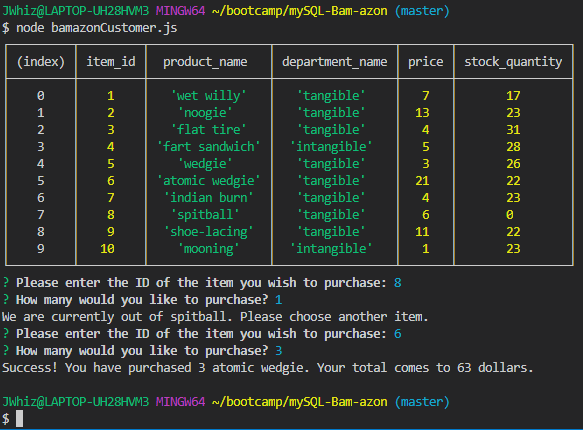 JWhiz@LAPTOP-UH28HVM3 MINGW64 ~/bootcamp/mySQL-Bam-azon (master)
$ node bamazonCustomer.js
(index) item_id product_name department_name price stock_quantity
0 1 'wet willy' 'tangible' 7 17
1 2 'noogie' 'tangible' 13 23
2 3 'flat tire' 'tangible' 4 31
3 4 'fart sandwich' 'intangible' 5 28
4 5 'wedgie' 'tangible' 3 26
5 6 'atomic wedgie' 'tangible' 21 22
6 7 'indian burn' 'tangible' 4 23
7 8 'spitball' 'tangible' 6 0
8 9 'shoe-lacing' 'tangible' 11 22
9 10 'mooning' 'intangible' 1 23
? Please enter the ID of the item you wish to purchase: 8
? How many would you like to purchase? 1
We are currently out of spitball. Please choose another item.
? Please enter the ID of the item you wish to purchase: 6
? How many would you like to purchase? 3
Success! You have purchased 3 atomic wedgie. Your total comes to 63 dollars.
JWhiz@LAPTOP-UH28HVM3 MINGW64 ~/bootcamp/mySQL-Bam-azon (master)
$